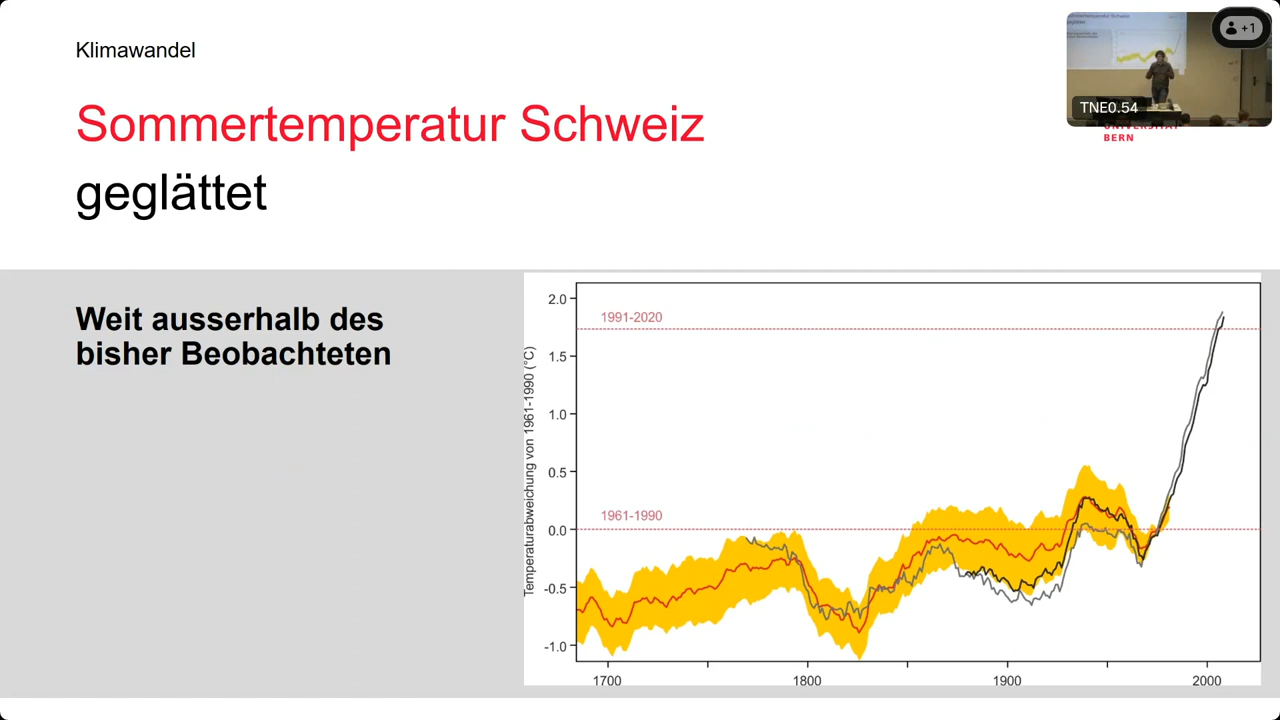 Klimawandel
+1
TNE0.54
UNIVERSITÄT
BERN
Sommertemperatur Schweiz
geglättet
Weit ausserhalb des
bisher Beobachteten
Temperaturabweichung von 1961-1990 (°C)
2.0
1991-2020
1.5
1.0
0.5
1961-1990
0.0
-0.5
-1.0
1700
1800
1900
2000